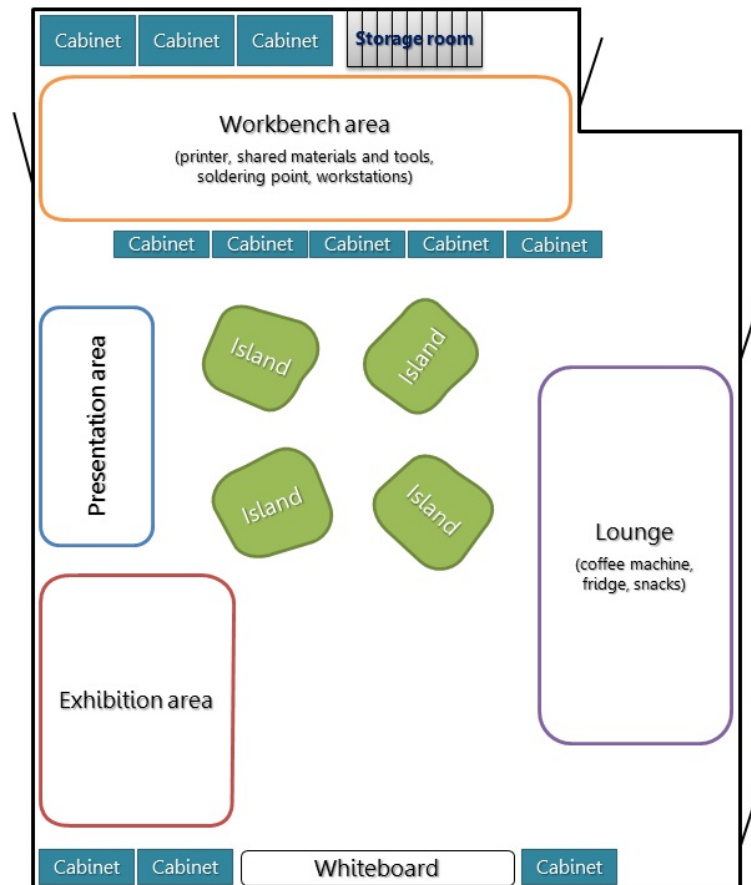 Cabinet Cabinet Cabinet Storage room
Workbench area
(printer, shared materials and tools,
soldering point, workstations)
Cabinet Cabinet Cabinet Cabinet Cabinet
Presentation area
Island
Island
Island
Island
Lounge
(coffee machine,
fridge, snacks)
Exhibition area
Cabinet Cabinet Whiteboard Cabinet